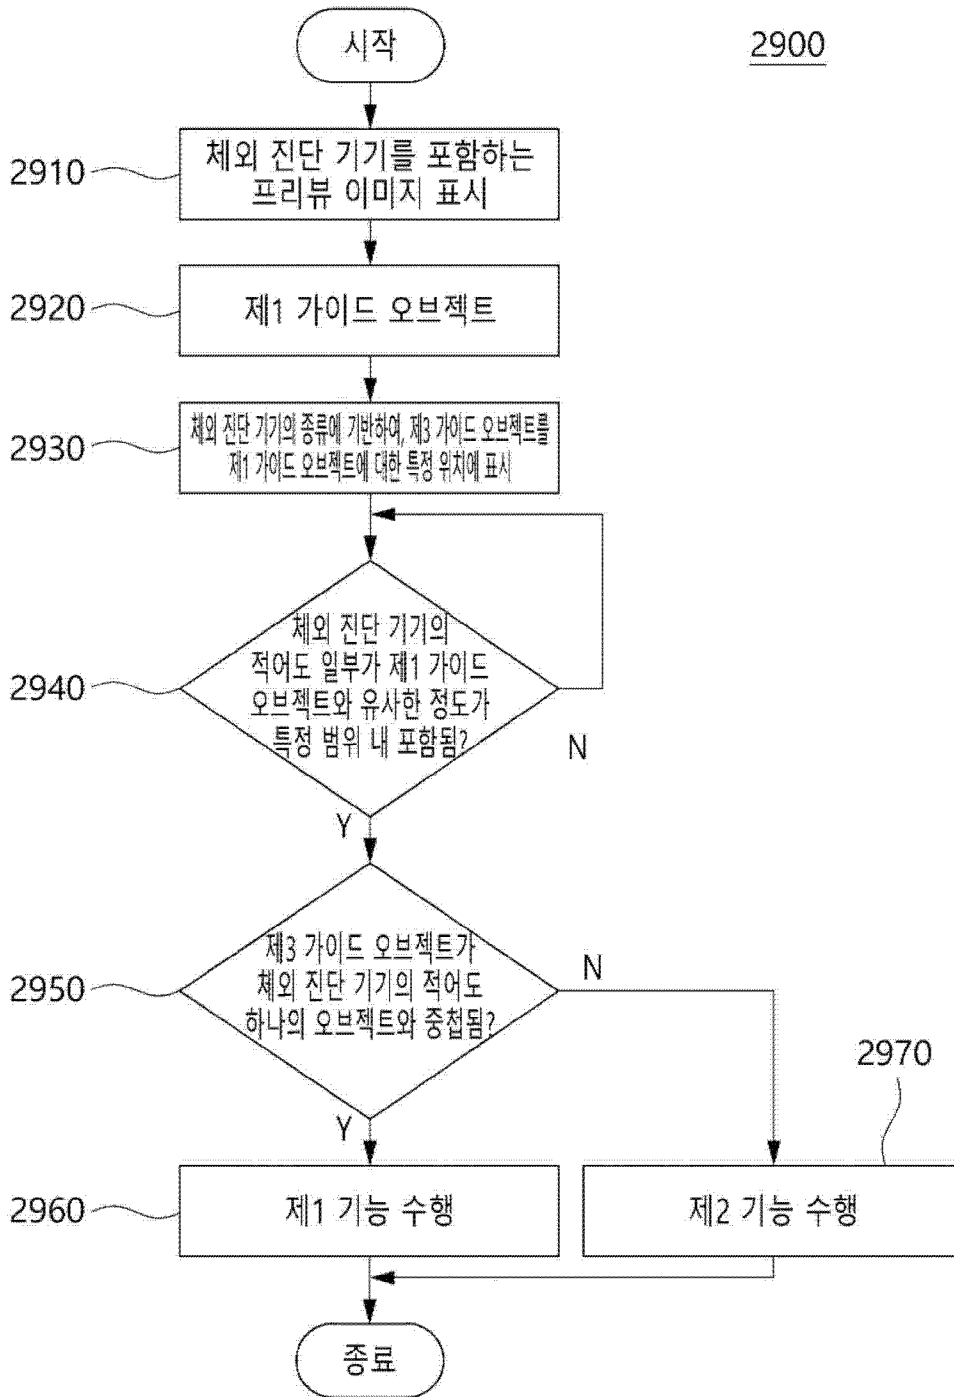 시작
2900
2910
체외 진단 기기를 포함하는
프리뷰 이미지 표시
2920
제1 가이드 오브젝트
2930
체외 진단 기기의 종류에 기반하여, 제3 가이드 오브젝트를
제1 가이드 오브젝트에 대한 특정 위치에 표시
2940
체외 진단 기기의
적어도 일부가 제1 가이드
오브젝트와 유사한 정도가
특정 범위 내 포함됨?
N
Y
2950
제3 가이드 오브젝트가
체외 진단 기기의 적어도
하나의 오브젝트와 중첩됨?
N
2970
Y
2960
제1 기능 수행
제2 기능 수행
종료